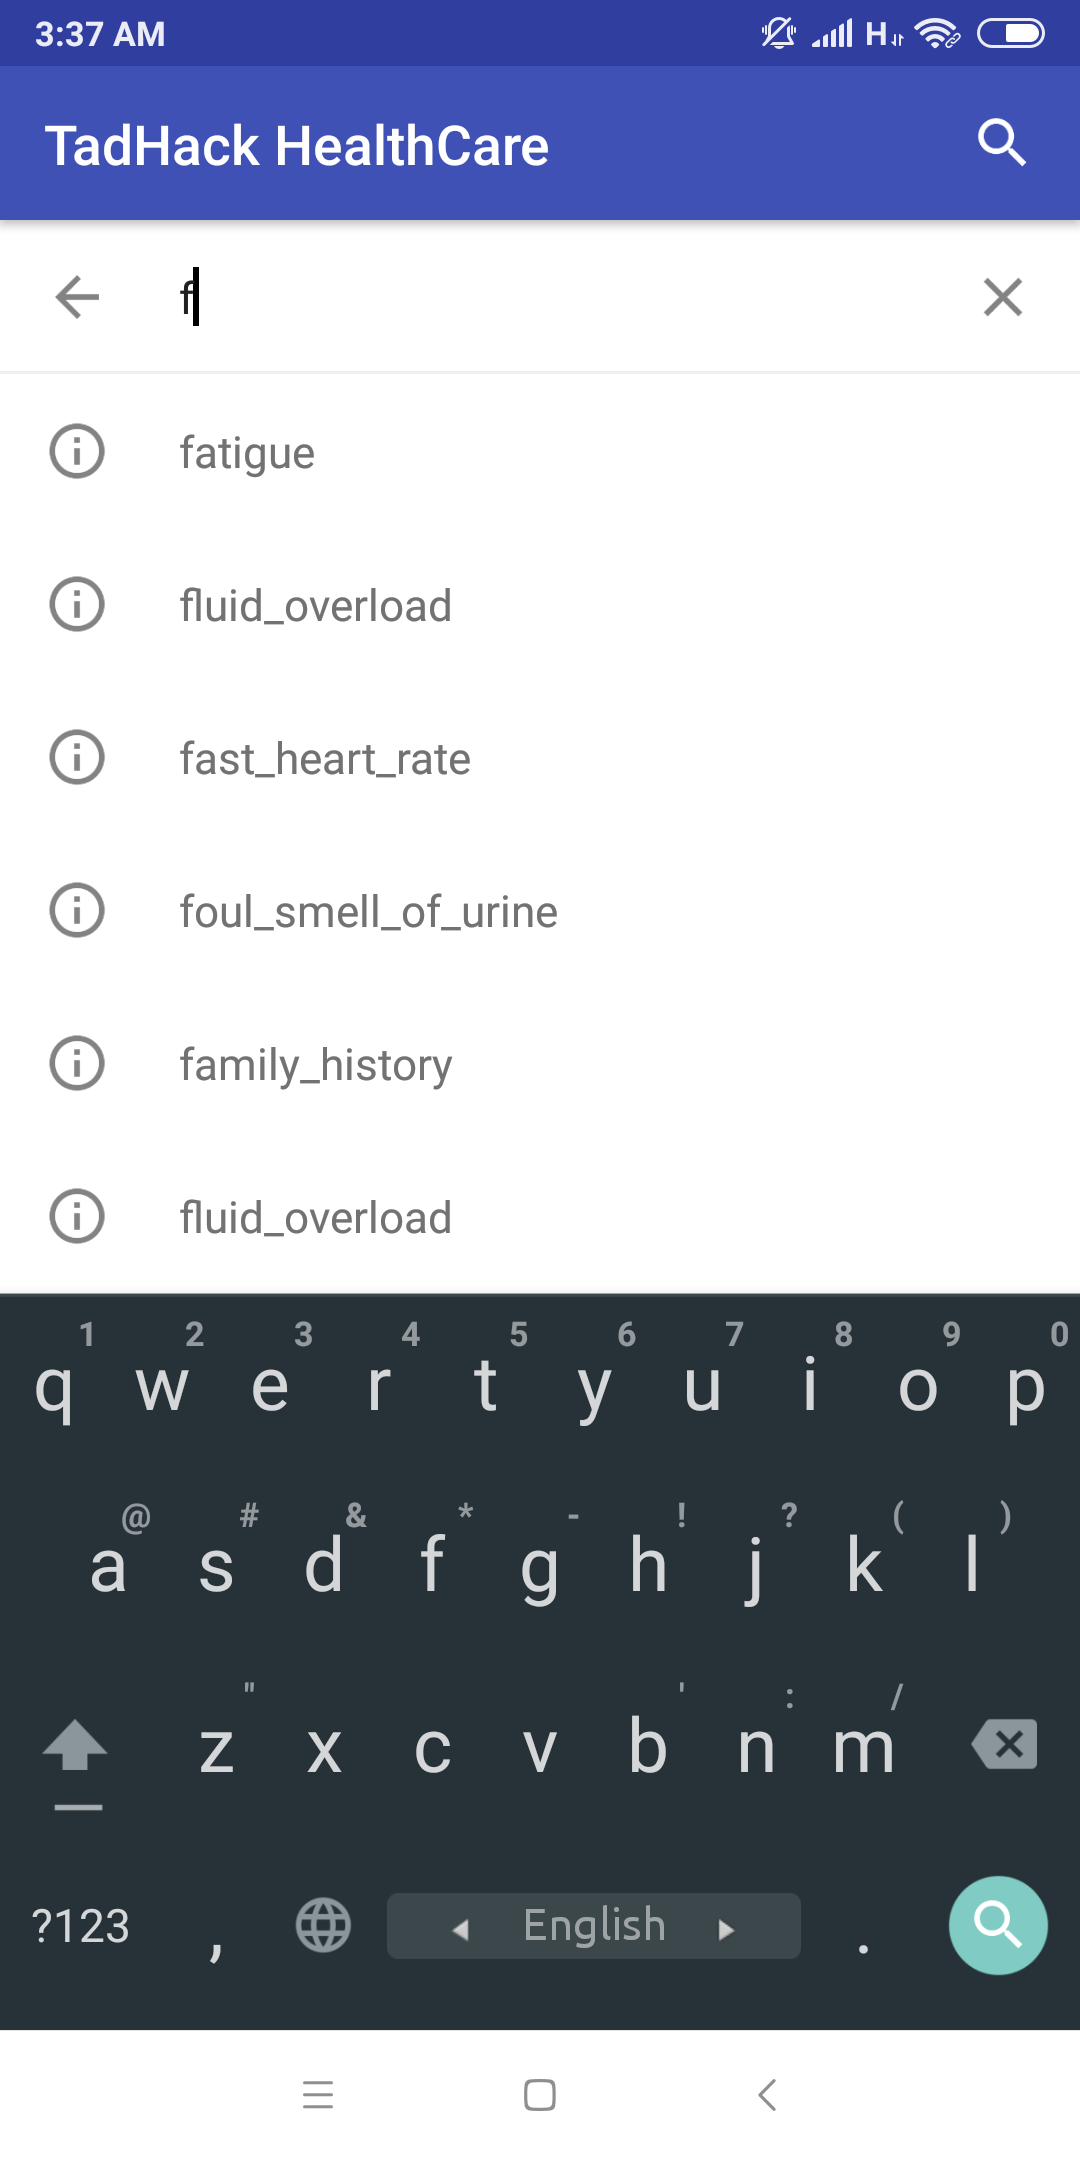 3:37 AM H
TadHack HealthCare
f
fatigue
fluid_overload
fast_heart_rate
foul_smell_of_urine
family_history
fluid_overload
1 2 3 4 5 6 7 8 9 0
q w e r t y u i o p
@ # & * - ! ? ( )
a s d f g h j k l
" ' : /
z x c v b n m
?123 , English .